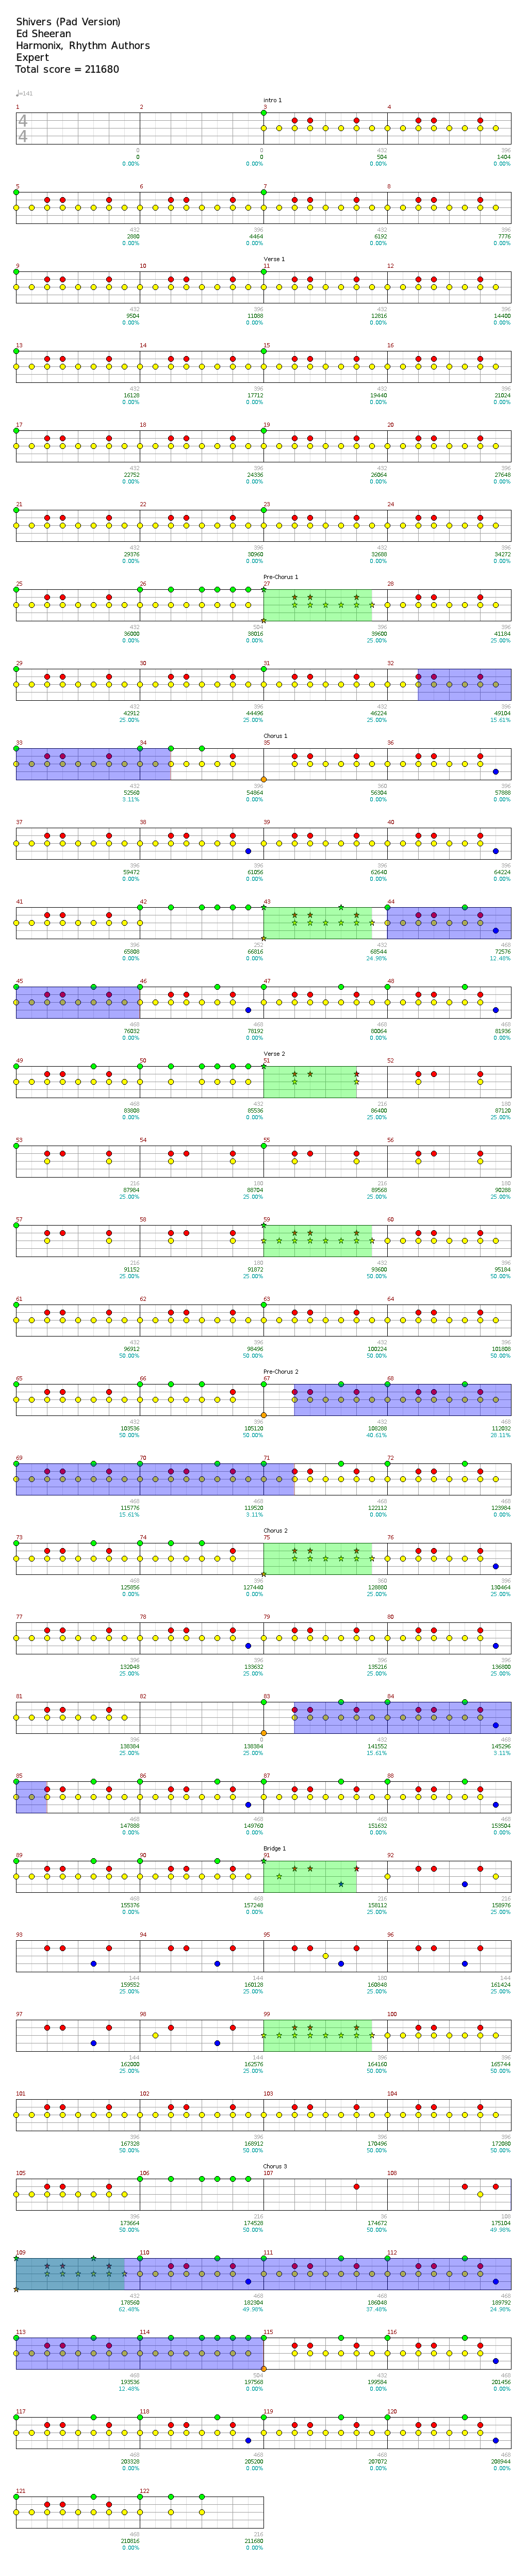 Shivers (Pad Version)
Ed Sheeran
Harmonix, Rhythm Authors
Expert
Total score = 211680
♩=141
Intro 1
1 2 3 4
4
4
0 0 432 396
0 0 504 1404
0.00% 0.00% 0.00% 0.00%
5 6 7 8
432 396 432 396
2880 4464 6192 7776
0.00% 0.00% 0.00% 0.00%
Verse 1
9 10 11 12
432 396 432 396
9504 11088 12816 14400
0.00% 0.00% 0.00% 0.00%
13 14 15 16
432 396 432 396
16128 17712 19440 21024
0.00% 0.00% 0.00% 0.00%
17 18 19 20
432 396 432 396
22752 24336 26064 27648
0.00% 0.00% 0.00% 0.00%
21 22 23 24
432 396 432 396
29376 30960 32688 34272
0.00% 0.00% 0.00% 0.00%
Pre-Chorus 1
25 26 27 28
432 504 396 396
36000 38016 39600 41184
0.00% 0.00% 25.00% 25.00%
29 30 31 32
432 396 432 396
42912 44496 46224 49104
25.00% 25.00% 25.00% 15.61%
Chorus 1
33 34 35 36
432 396 360 396
52560 54864 56304 57888
3.11% 0.00% 0.00% 0.00%
37 38 39 40
396 396 396 396
59472 61056 62640 64224
0.00% 0.00% 0.00% 0.00%
41 42 43 44
396 252 432 468
65808 66816 68544 72576
0.00% 0.00% 24.98% 12.48%
45 46 47 48
468 468 468 468
76032 78192 80064 81936
0.00% 0.00% 0.00% 0.00%
Verse 2
49 50 51 52
468 432 216 180
83808 85536 86400 87120
0.00% 0.00% 25.00% 25.00%
53 54 55 56
216 180 216 180
87984 88704 89568 90288
25.00% 25.00% 25.00% 25.00%
57 58 59 60
216 180 432 396
91152 91872 93600 95184
25.00% 25.00% 50.00% 50.00%
61 62 63 64
432 396 432 396
96912 98496 100224 101808
50.00% 50.00% 50.00% 50.00%
Pre-Chorus 2
65 66 67 68
432 396 432 468
103536 105120 108288 112032
50.00% 50.00% 40.61% 28.11%
69 70 71 72
468 468 468 468
115776 119520 122112 123984
15.61% 3.11% 0.00% 0.00%
Chorus 2
73 74 75 76
468 396 360 396
125856 127440 128880 130464
0.00% 0.00% 25.00% 25.00%
77 78 79 80
396 396 396 396
132048 133632 135216 136800
25.00% 25.00% 25.00% 25.00%
81 82 83 84
396 0 432 468
138384 138384 141552 145296
25.00% 25.00% 15.61% 3.11%
85 86 87 88
468 468 468 468
147888 149760 151632 153504
0.00% 0.00% 0.00% 0.00%
Bridge 1
89 90 91 92
468 468 216 216
155376 157248 158112 158976
0.00% 0.00% 25.00% 25.00%
93 94 95 96
144 144 180 144
159552 160128 160848 161424
25.00% 25.00% 25.00% 25.00%
97 98 99 100
144 144 396 396
162000 162576 164160 165744
25.00% 25.00% 50.00% 50.00%
101 102 103 104
396 396 396 396
167328 168912 170496 172080
50.00% 50.00% 50.00% 50.00%
Chorus 3
105 106 107 108
396 216 36 108
173664 174528 174672 175104
50.00% 50.00% 50.00% 49.98%
109 110 111 112
432 468 468 468
178560 182304 186048 189792
62.48% 49.98% 37.48% 24.98%
113 114 115 116
468 504 432 468
193536 197568 199584 201456
12.48% 0.00% 0.00% 0.00%
117 118 119 120
468 468 468 468
203328 205200 207072 208944
0.00% 0.00% 0.00% 0.00%
121 122
468 216
210816 211680
0.00% 0.00%